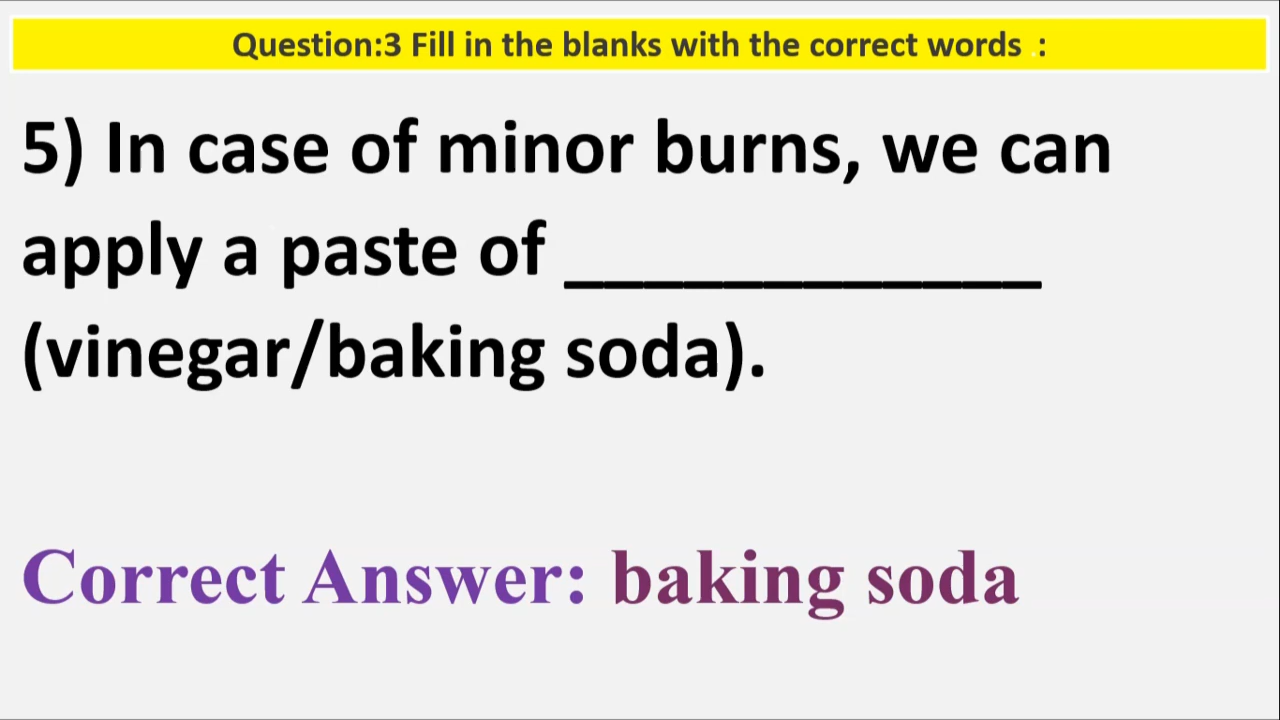 Question:3 Fill in the blanks with the correct words .:
5) In case of minor burns, we can
apply a paste of ____________
(vinegar/baking soda).
Correct Answer: baking soda